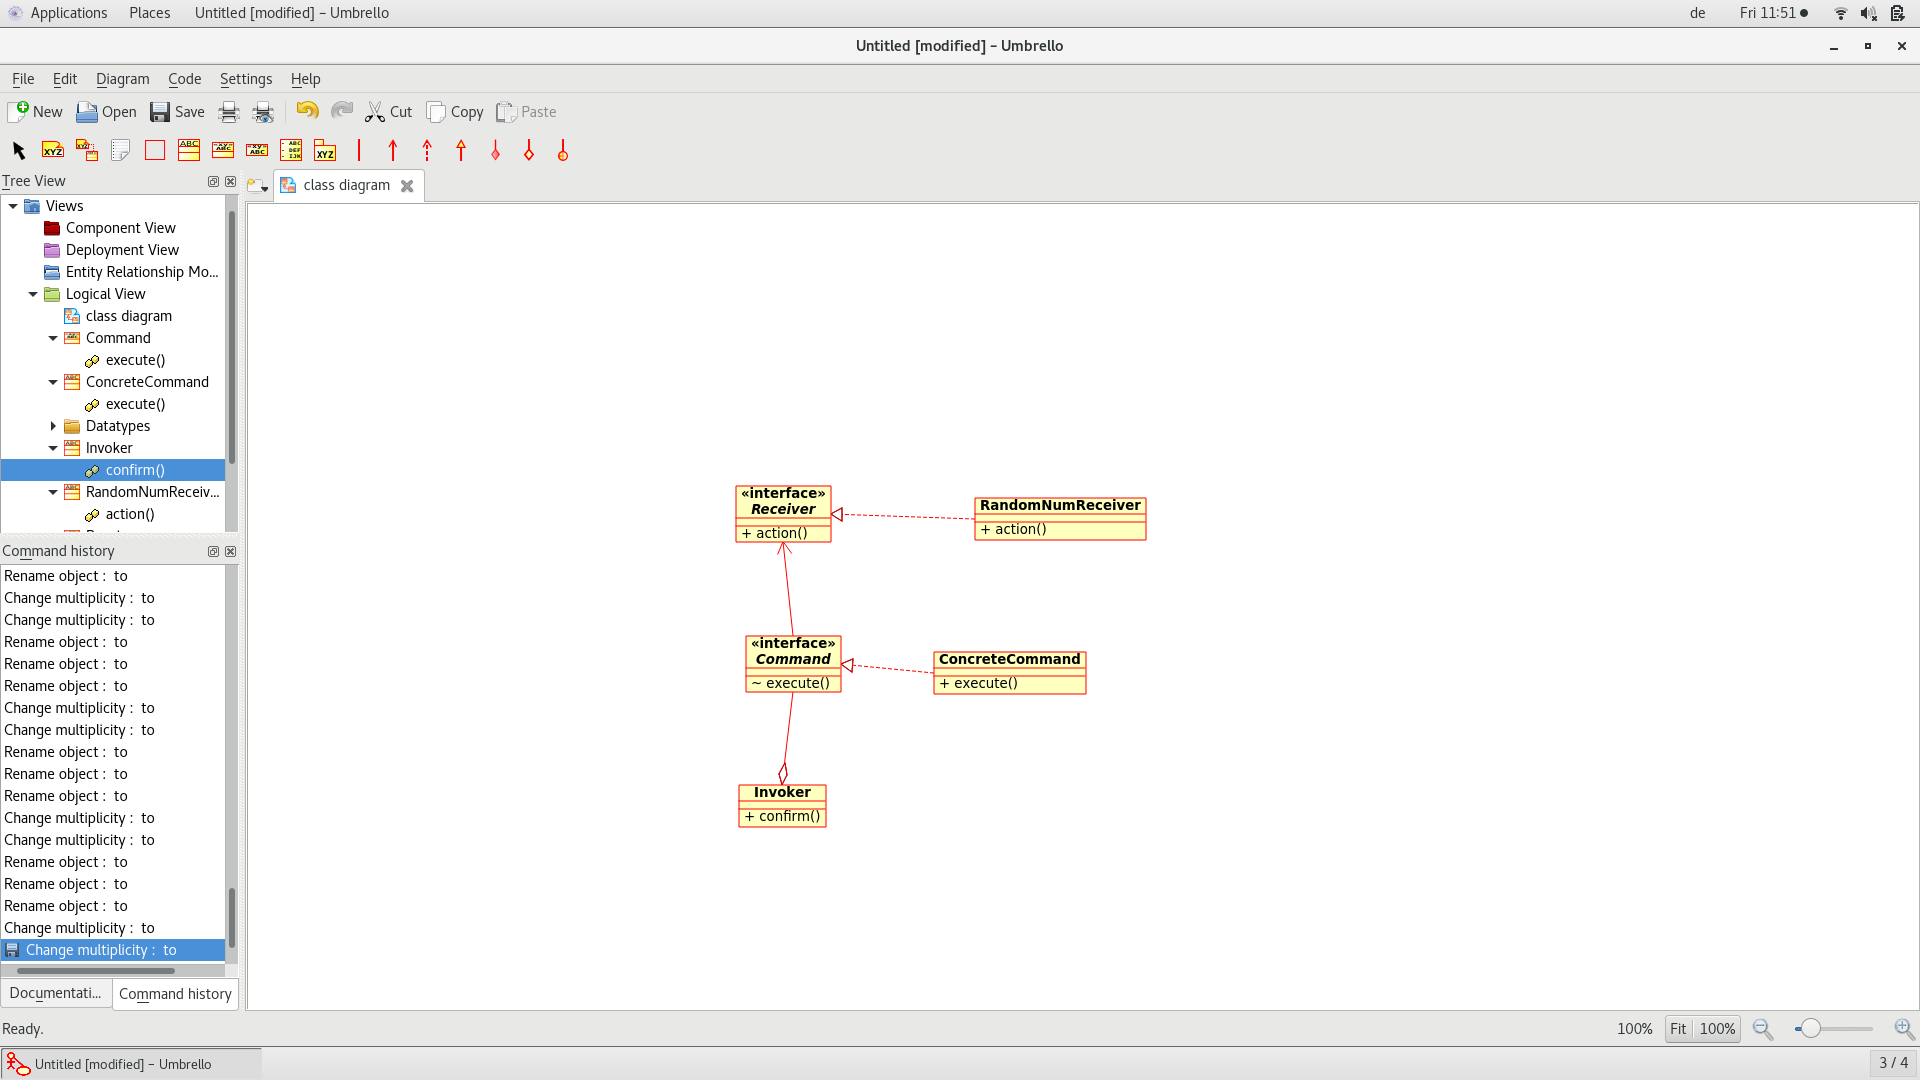 Applications Places Untitled [modified] – Umbrello de Fri 11:51
Untitled [modified] – Umbrello
File Edit Diagram Code Settings Help
New Open Save Cut Copy Paste
Tree View
class diagram
Views
Component View
Deployment View
Entity Relationship Mo...
Logical View
class diagram
Command
execute()
ConcreteCommand
execute()
Datatypes
Invoker
confirm()
RandomNumReceiv...
action()
Command history
Rename object : to
Change multiplicity : to
Change multiplicity : to
Rename object : to
Rename object : to
Rename object : to
Change multiplicity : to
Change multiplicity : to
Rename object : to
Rename object : to
Rename object : to
Change multiplicity : to
Change multiplicity : to
Rename object : to
Rename object : to
Rename object : to
Change multiplicity : to
Change multiplicity : to
Documentati... Command history
«interface»
Receiver
+ action()
RandomNumReceiver
+ action()
«interface»
Command
~ execute()
ConcreteCommand
+ execute()
Invoker
+ confirm()
Ready. 100% Fit 100%
Untitled [modified] – Umbrello 3 / 4